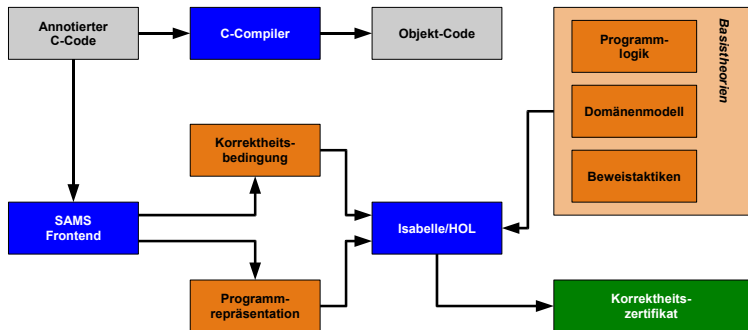 Annotierter
C-Code
C-Compiler
Objekt-Code
Programm-
logik
Basistheorien
Domänenmodell
Beweistaktiken
Korrektheits-
bedingung
SAMS
Frontend
Isabelle/HOL
Programm-
repräsentation
Korrektheits-
zertifikat